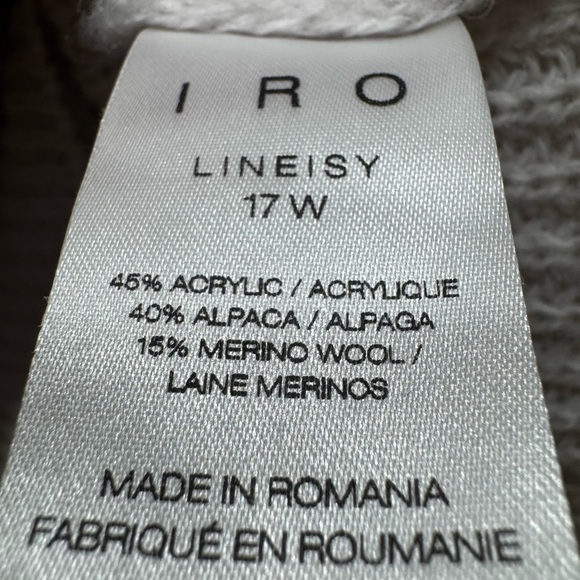 IRO
LINEISY
17 W
45% ACRYLIC / ACRYLIQUE
40% ALPACA / ALPAGA
15% MERINO WOOL /
LAINE MERINOS
MADE IN ROMANIA
FABRIQUÉ EN ROUMANIE